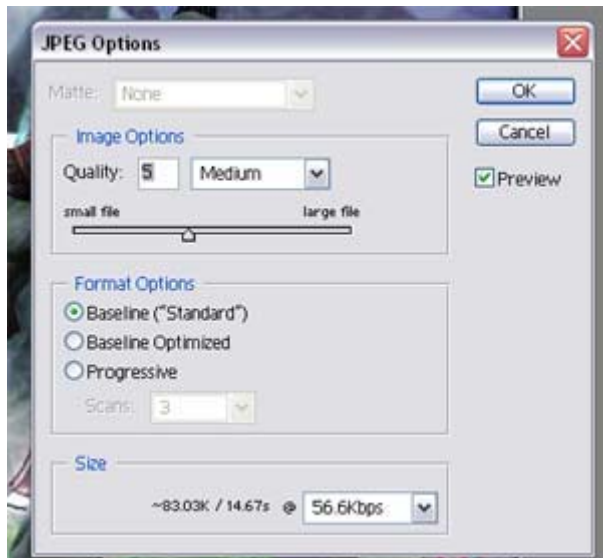 JPEG Options
Matte: None
OK
Image Options
Cancel
Quality: 5 Medium
Preview
small file large file
Format Options
Baseline ("Standard")
Baseline Optimized
Progressive
Scans: 3
Size
~83.03K / 14.67s @ 56.6Kbps